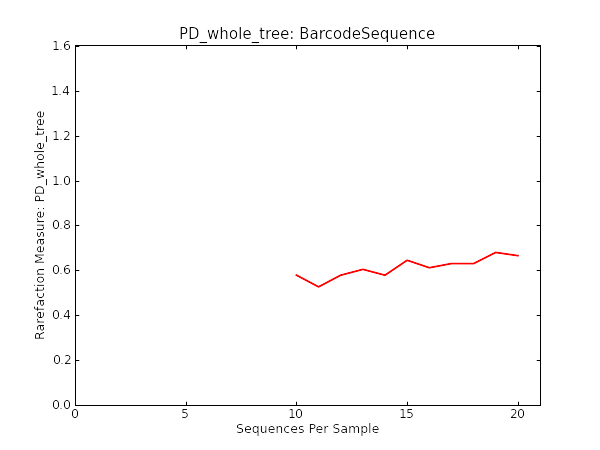 PD_whole_tree: BarcodeSequence
1.6
1.4
1.2
1.0
0.8
0.6
0.4
0.2
0.0
Rarefaction Measure: PD_whole_tree
0 5 10 15 20
Sequences Per Sample